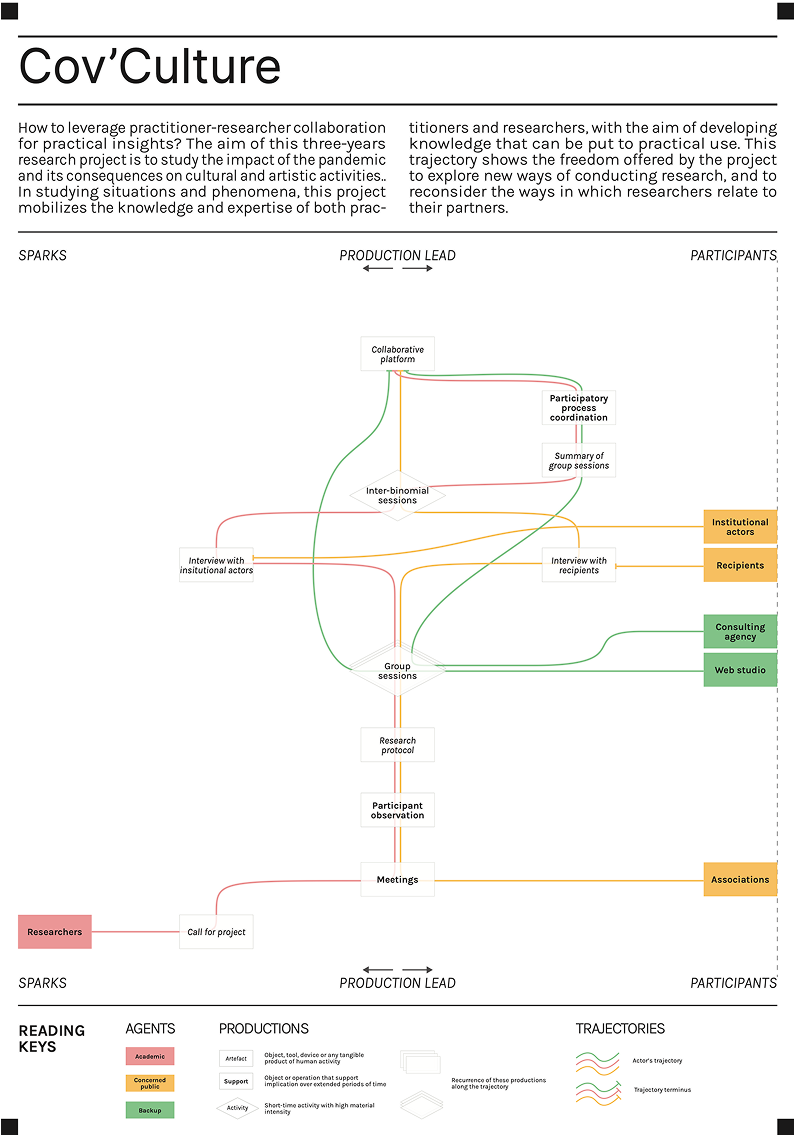 Cov’Culture
How to leverage practitioner-researcher collaboration
for practical insights? The aim of this three-years
research project is to study the impact of the pandemic
and its consequences on cultural and artistic activities..
In studying situations and phenomena, this project
mobilizes the knowledge and expertise of both prac-
titioners and researchers, with the aim of developing
knowledge that can be put to practical use. This
trajectory shows the freedom offered by the project
to explore new ways of conducting research, and to
reconsider the ways in which researchers relate to
their partners.
SPARKS
PRODUCTION LEAD
PARTICIPANTS
Collaborative
platform
Participatory
process
coordination
Summary of
group sessions
Inter-binomial
sessions
Institutional
actors
Interview with
insitutional actors
Interview with
recipients
Recipients
Consulting
agency
Group
sessions
Web studio
Research
protocol
Participant
observation
Meetings
Associations
Researchers
Call for project
SPARKS
PRODUCTION LEAD
PARTICIPANTS
READING
KEYS
AGENTS
Academic
Concerned
public
Backup
PRODUCTIONS
Artefact
Object, tool, device or any tangible
product of human activity
Support
Object or operation that support
implication over extended periods of time
Activity
Short-time activity with high material
intensity
Recurrence of these productions
along the trajectory
TRAJECTORIES
Actor's trajectory
Trajectory terminus